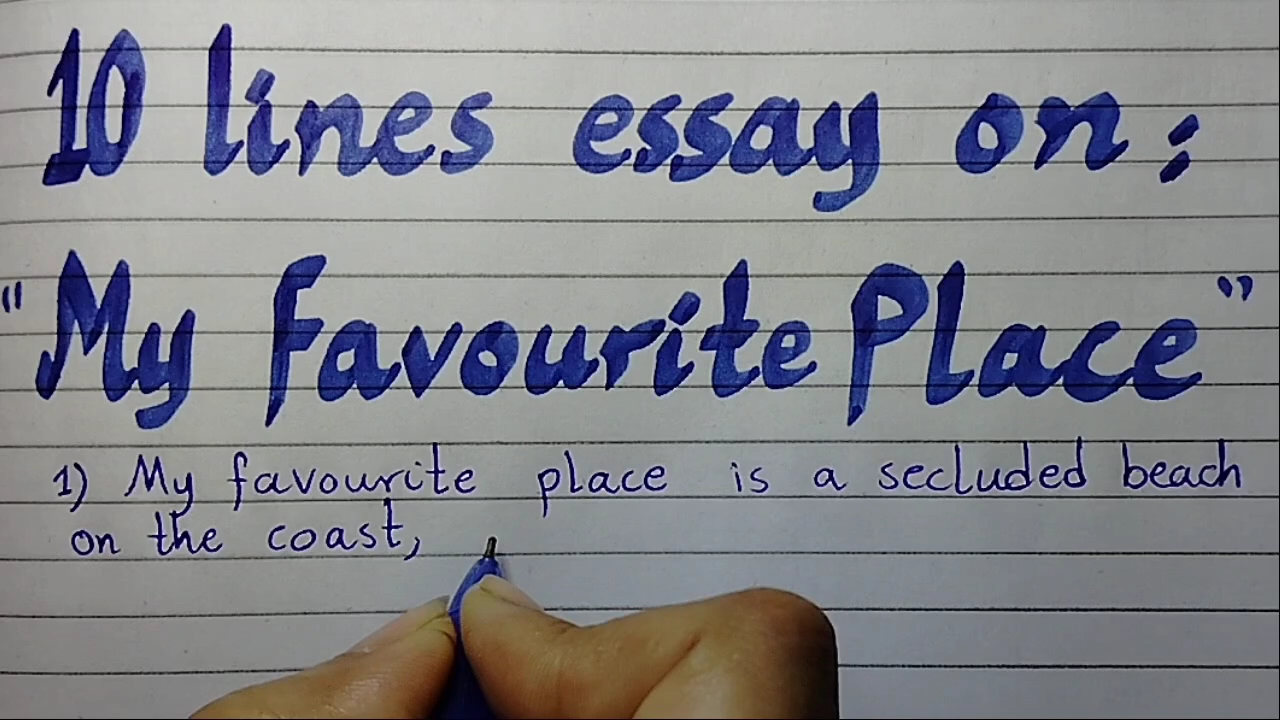 10 lines essay on:
"My Favourite Place"
1) My favourite place is a secluded beach
on the coast,